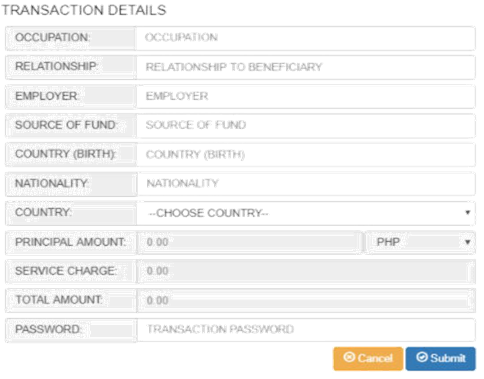 TRANSACTION DETAILS
OCCUPATION: OCCUPATION
RELATIONSHIP: RELATIONSHIP TO BENEFICIARY
EMPLOYER: EMPLOYER
SOURCE OF FUND: SOURCE OF FUND
COUNTRY (BIRTH): COUNTRY (BIRTH)
NATIONALITY: NATIONALITY
COUNTRY: --CHOOSE COUNTRY--
PRINCIPAL AMOUNT: 0.00 PHP
SERVICE CHARGE: 0.00
TOTAL AMOUNT: 0.00
PASSWORD: TRANSACTION PASSWORD
Cancel Submit